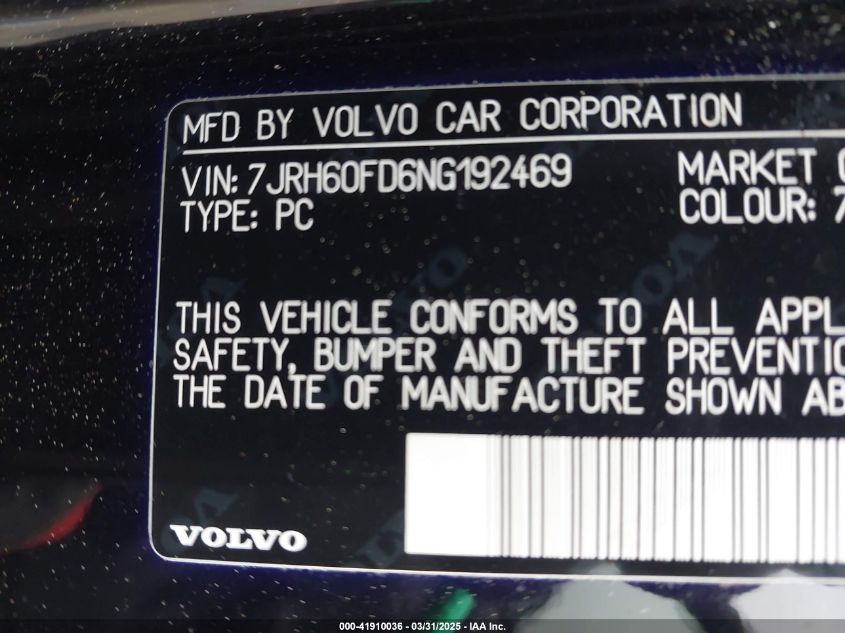 MFD BY VOLVO CAR CORPORATION
VIN: 7JRH60FD6NG192469 MARKET
TYPE: PC COLOUR: 7
THIS VEHICLE CONFORMS TO ALL APPL
SAFETY, BUMPER AND THEFT PREVENTIO
THE DATE OF MANUFACTURE SHOWN AB
VOLVO
000-41910036 - 03/31/2025 - IAA Inc.